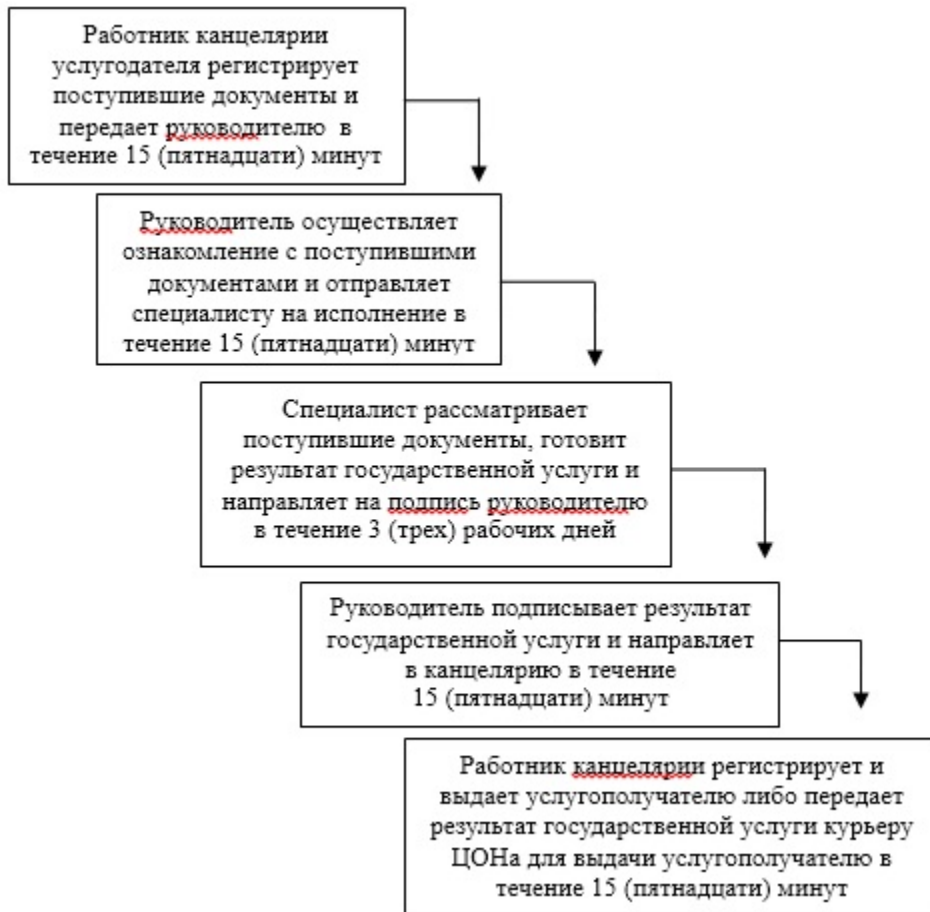 Работник канцелярии
услугодателя регистрирует
поступившие документы и
передает руководителю в
течение 15 (пятнадцати) минут
Руководитель осуществляет
ознакомление с поступившими
документами и отправляет
специалисту на исполнение в
течение 15 (пятнадцати) минут
Специалист рассматривает
поступившие документы, готовит
результат государственной услуги и
направляет на подпись руководителю
в течение 3 (трех) рабочих дней
Руководитель подписывает результат
государственной услуги и направляет
в канцелярию в течение
15 (пятнадцати) минут
Работник канцелярии регистрирует и
выдает услугополучателю либо передает
результат государственной услуги курьеру
ЦОНа для выдачи услугополучателю в
течение 15 (пятнадцати) минут